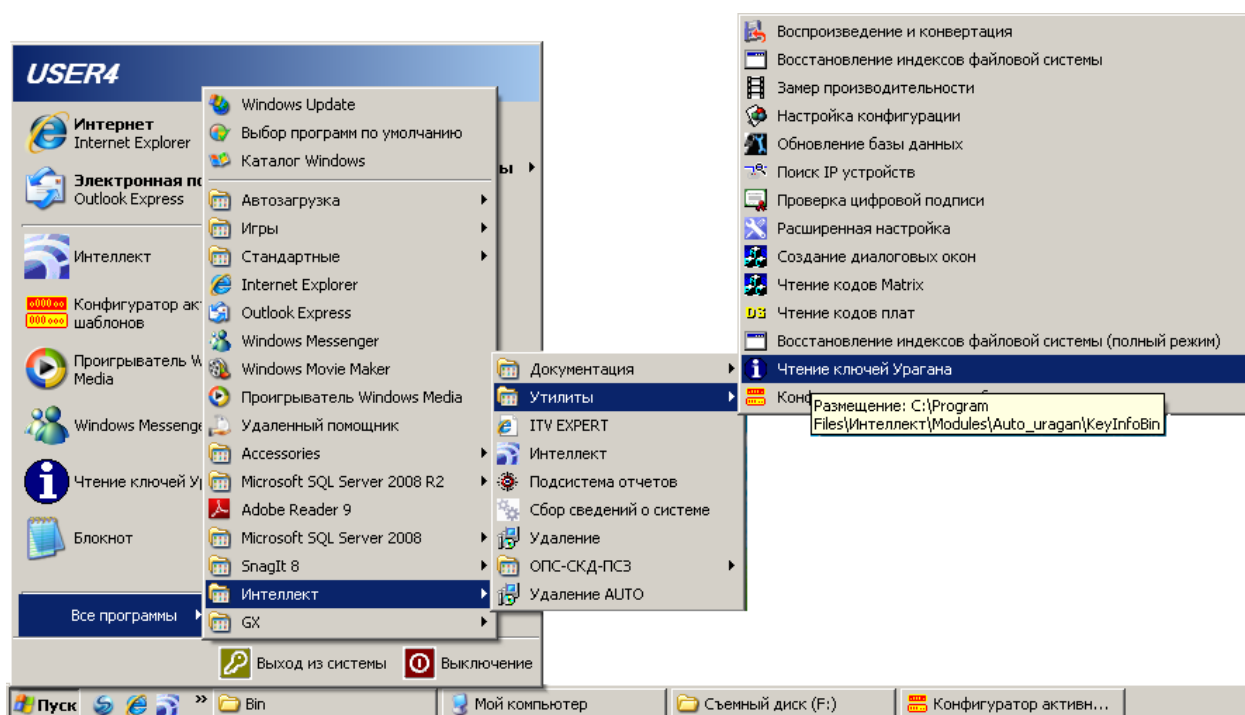 USER4
Интернет
Internet Explorer
Электронная по
Outlook Express
Интеллект
Конфигуратор ак
шаблонов
Проигрыватель W
Media
Windows Messenge
Чтение ключей У
Блокнот
Все программы
ы
Windows Update
Выбор программ по умолчанию
Каталог Windows
Автозагрузка
Игры
Стандартные
Internet Explorer
Outlook Express
Windows Messenger
Windows Movie Maker
Проигрыватель Windows Media
Удаленный помощник
Accessories
Microsoft SQL Server 2008 R2
Adobe Reader 9
Microsoft SQL Server 2008
SnagIt 8
Интеллект
GX
Документация
Утилиты
ITV EXPERT
Интеллект
Подсистема отчетов
Сбор сведений о системе
Удаление
ОПС-СКД-ПСЗ
Удаление AUTO
Воспроизведение и конвертация
Восстановление индексов файловой системы
Замер производительности
Настройка конфигурации
Обновление базы данных
Поиск IP устройств
Проверка цифровой подписи
Расширенная настройка
Создание диалоговых окон
Чтение кодов Matrix
Чтение кодов плат
Восстановление индексов файловой системы (полный режим)
Чтение ключей Урагана
Конф
Размещение: C:\Program
Files\Интеллект\Modules\Auto_uragan\KeyInfoBin
Выход из системы
Выключение
Пуск
»
Bin
Мой компьютер
Съемный диск (F:)
Конфигуратор активн...